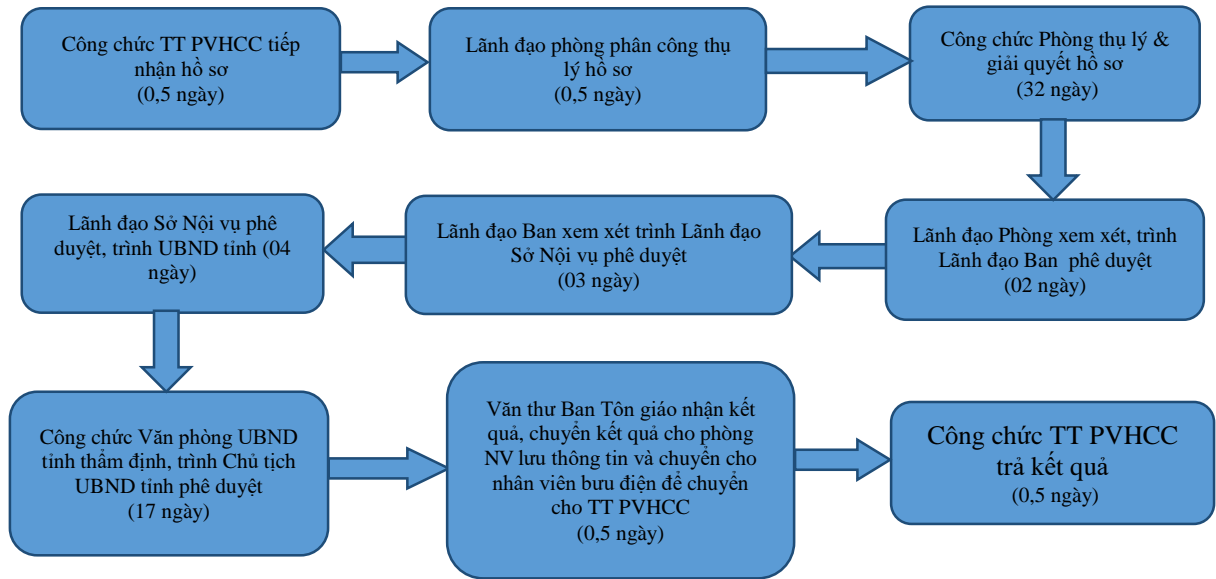 Công chức TT PVHCC tiếp
nhận hồ sơ
(0,5 ngày)
Lãnh đạo phòng phân công thụ
lý hồ sơ
(0,5 ngày)
Công chức Phòng thụ lý &
giải quyết hồ sơ
(32 ngày)
Lãnh đạo Phòng xem xét, trình
Lãnh đạo Ban phê duyệt
(02 ngày)
Lãnh đạo Ban xem xét trình Lãnh đạo
Sở Nội vụ phê duyệt
(03 ngày)
Lãnh đạo Sở Nội vụ phê
duyệt, trình UBND tỉnh (04
ngày)
Công chức Văn phòng UBND
tỉnh thẩm định, trình Chủ tịch
UBND tỉnh phê duyệt
(17 ngày)
Văn thư Ban Tôn giáo nhận kết
quả, chuyển kết quả cho phòng
NV lưu thông tin và chuyển cho
nhân viên bưu điện để chuyển
cho TT PVHCC
(0,5 ngày)
Công chức TT PVHCC
trả kết quả
(0,5 ngày)